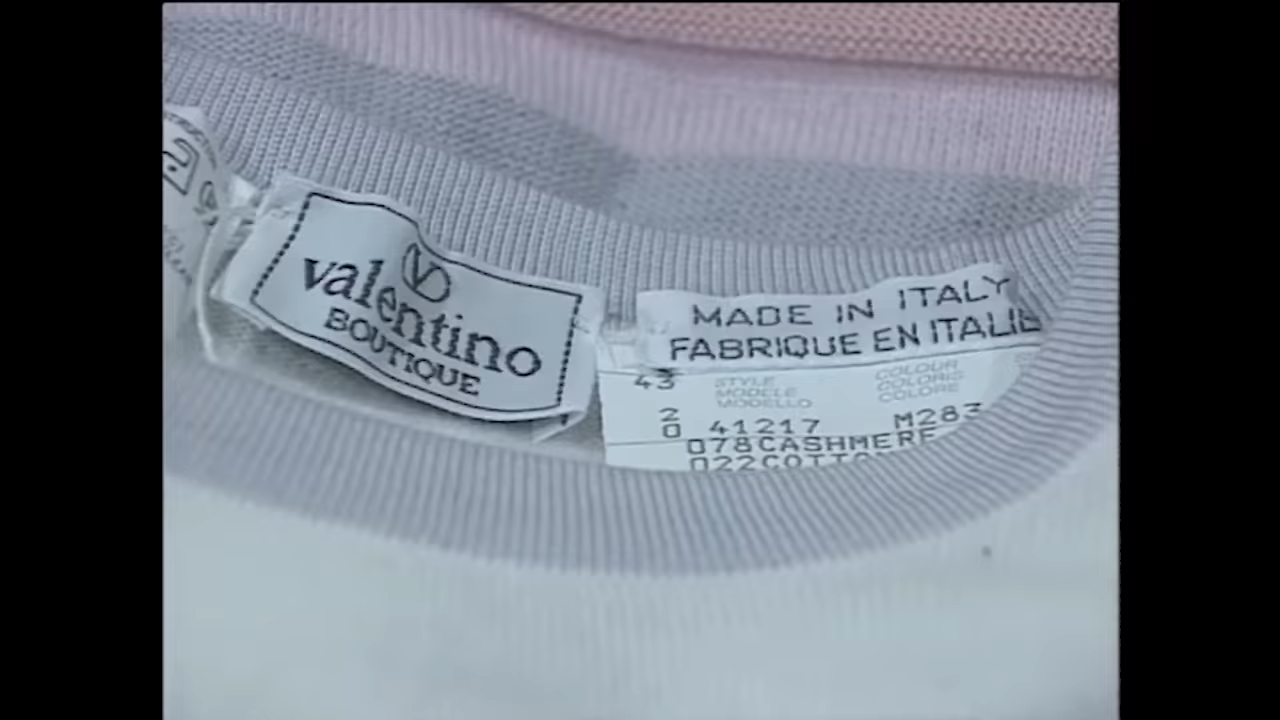 valentino
BOUTIQUE
MADE IN ITALY
FABRIQUE EN ITALIE
43
STYLE
MODELE
MODELLO
COLOUR
COLORIS
COLORE
2
0
41217
M283
078CASHMERE